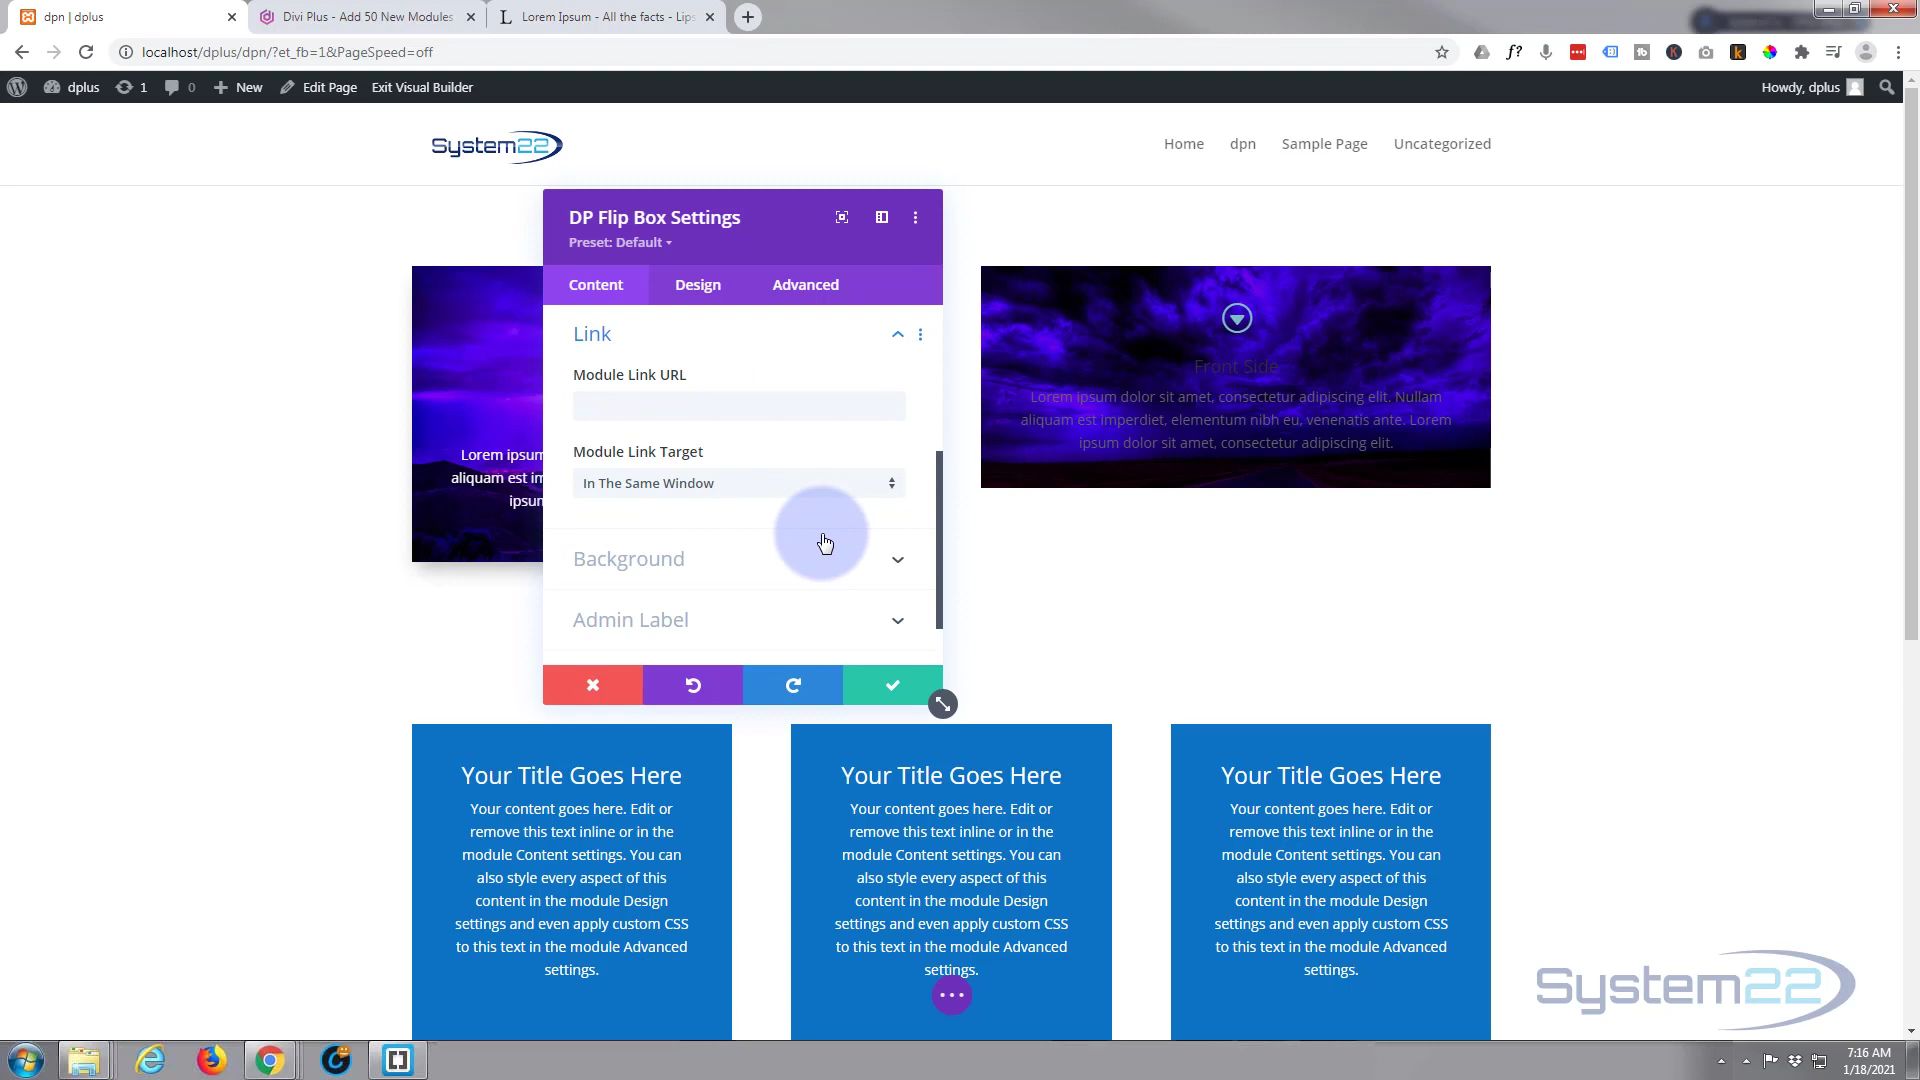 dpn | dplus
Divi Plus - Add 50 New Modules
Lorem Ipsum - All the facts - Lips
localhost/dplus/dpn/?et_fb=1&PageSpeed=off
dplus
1
0
New
Edit Page
Exit Visual Builder
Howdy, dplus
System22
Home
dpn
Sample Page
Uncategorized
DP Flip Box Settings
Preset: Default
Content
Design
Advanced
Link
Module Link URL
Module Link Target
In The Same Window
Background
Admin Label
Lorem ipsum
aliquam est im
ipsum
Front Side
Lorem ipsum dolor sit amet, consectetur adipiscing elit. Nullam
aliquam est imperdiet, elementum nibh eu, venenatis ante. Lorem
ipsum dolor sit amet, consectetur adipiscing elit.
Your Title Goes Here
Your content goes here. Edit or
remove this text inline or in the
module Content settings. You can
also style every aspect of this
content in the module Design
settings and even apply custom CSS
to this text in the module Advanced
settings.
Your Title Goes Here
Your content goes here. Edit or
remove this text inline or in the
module Content settings. You can
also style every aspect of this
content in the module Design
settings and even apply custom CSS
to this text in the module Advanced
settings.
Your Title Goes Here
Your content goes here. Edit or
remove this text inline or in the
module Content settings. You can
also style every aspect of this
content in the module Design
settings and even apply custom CSS
to this text in the module Advanced
settings.
System22
7:16 AM
1/18/2021